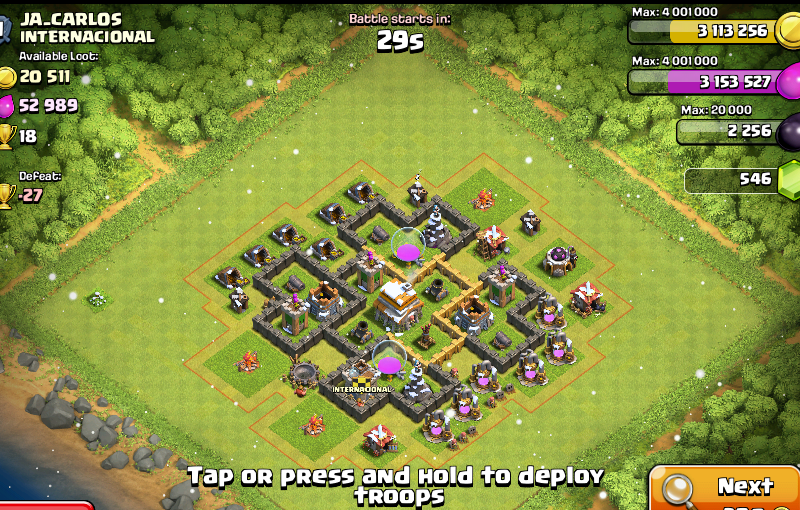 JA_CARLOS
INTERNACIONAL
Available Loot:
20 511
52 989
18
Defeat:
-27
Battle starts in:
29s
Max: 4 001 000
3 113 256
Max: 4 001 000
3 153 527
Max: 20 000
2 256
546
INTERNACIONAL
Tap or press and hold to deploy
troops
Next